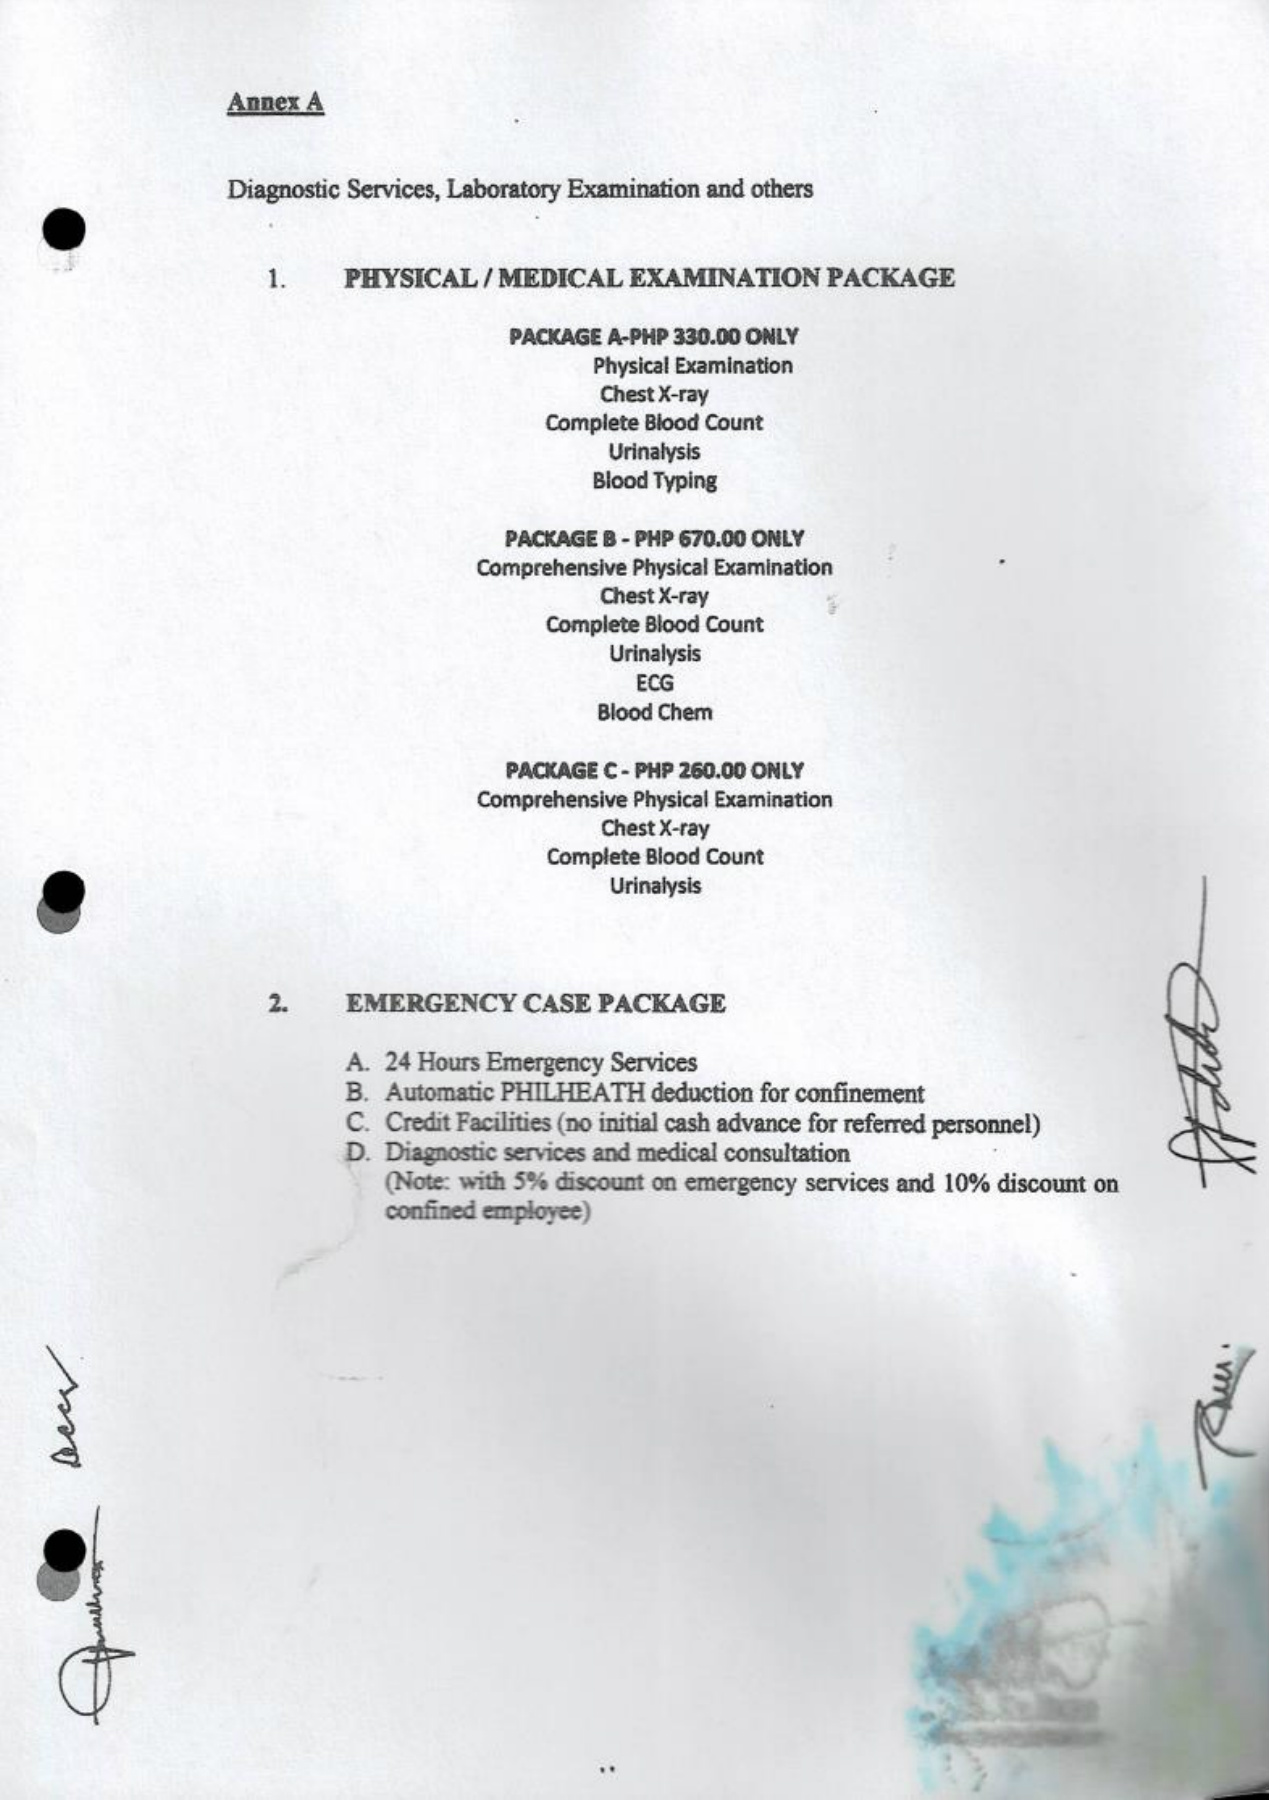 Annex A
Diagnostic Services, Laboratory Examination and others
1. PHYSICAL / MEDICAL EXAMINATION PACKAGE
PACKAGE A-PHP 330.00 ONLY
Physical Examination
Chest X-ray
Complete Blood Count
Urinalysis
Blood Typing
PACKAGE B - PHP 670.00 ONLY
Comprehensive Physical Examination
Chest X-ray
Complete Blood Count
Urinalysis
ECG
Blood Chem
PACKAGE C - PHP 260.00 ONLY
Comprehensive Physical Examination
Chest X-ray
Complete Blood Count
Urinalysis
2. EMERGENCY CASE PACKAGE
A. 24 Hours Emergency Services
B. Automatic PHILHEATH deduction for confinement
C. Credit Facilities (no initial cash advance for referred personnel)
D. Diagnostic services and medical consultation
(Note: with 5% discount on emergency services and 10% discount on
confined employee)